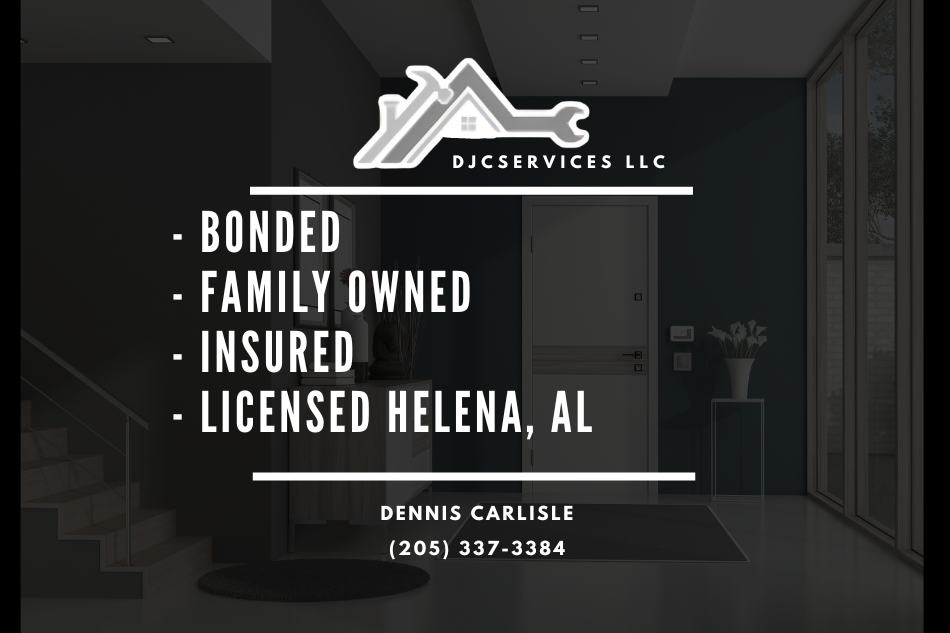 DJCSERVICES LLC
- BONDED
- FAMILY OWNED
- INSURED
- LICENSED HELENA, AL
DENNIS CARLISLE
(205) 337-3384